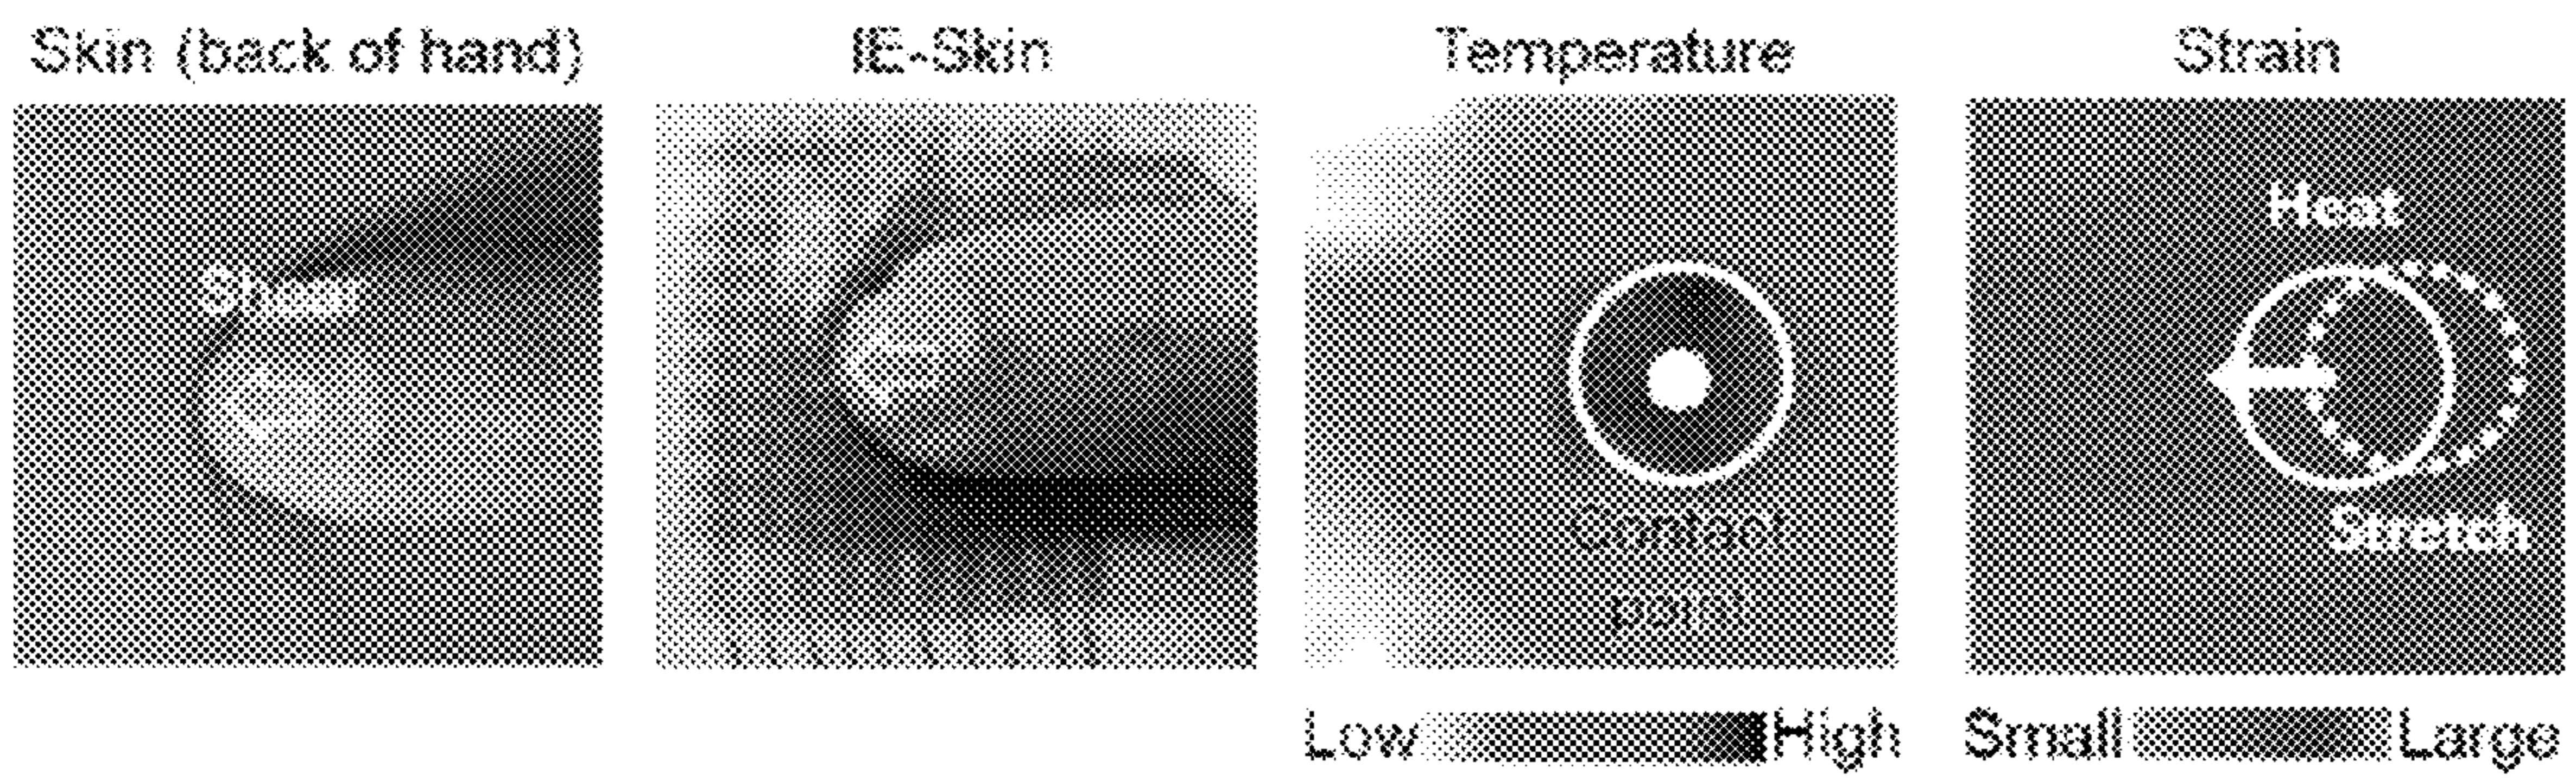 Skin (back of hand)
IE-Skin
Temperature
Strain
Shear
Heat
Contact
point
Stretch
Low
High
Small
Large